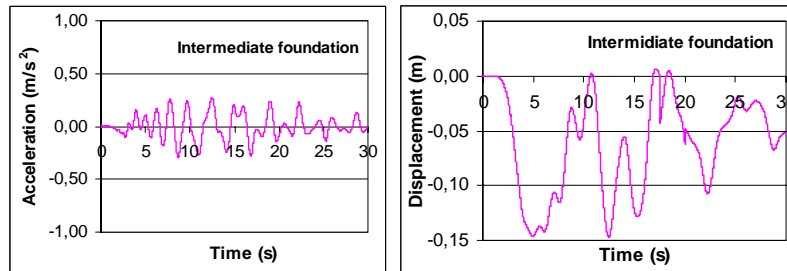 Intermediate foundation
Acceleration (m/s²)
1,00
0,50
0,00
-0,50
-1,00
0 5 10 15 20 25 30
Time (s)
Intermidiate foundation
Displacement (m)
0,05
0,00
-0,05
-0,10
-0,15
0 5 10 15 20 25 30
Time (s)